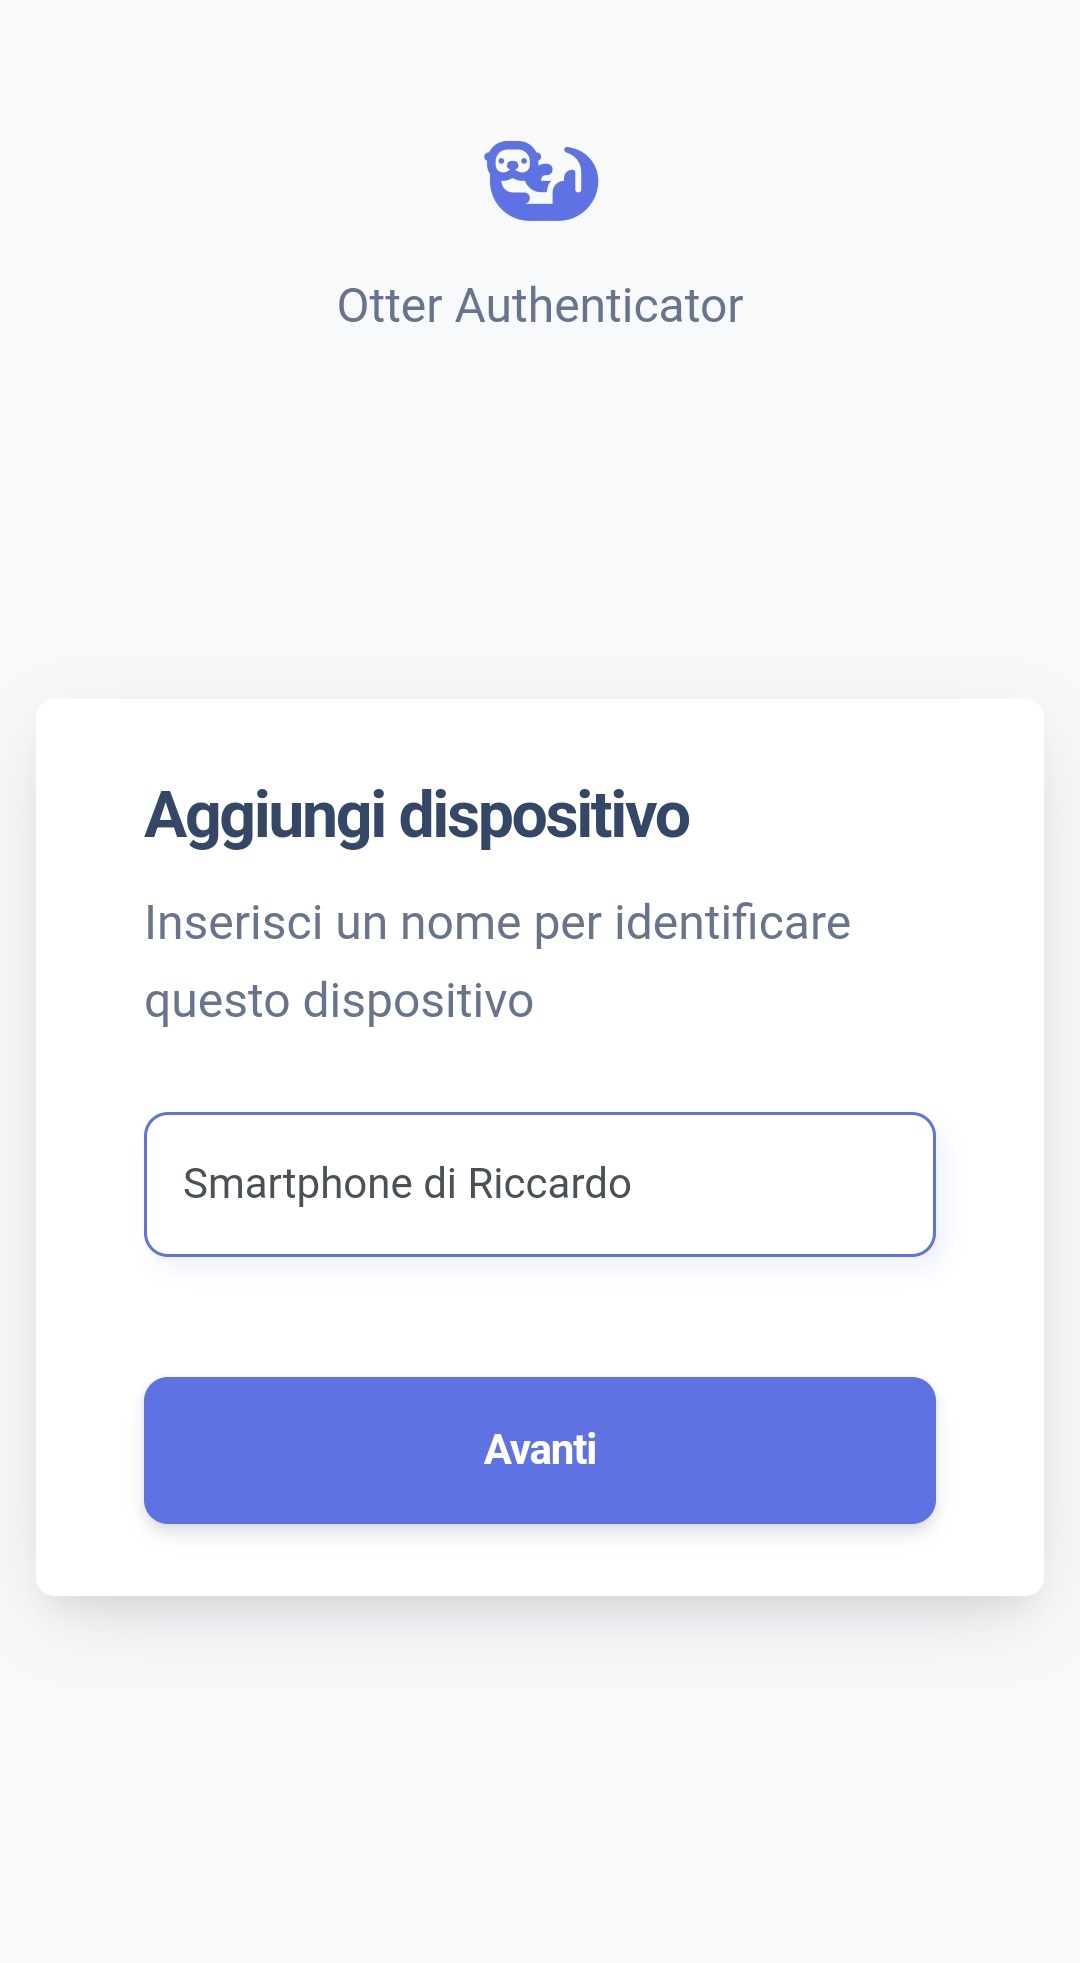 Otter Authenticator
Aggiungi dispositivo
Inserisci un nome per identificare
questo dispositivo
Smartphone di Riccardo
Avanti